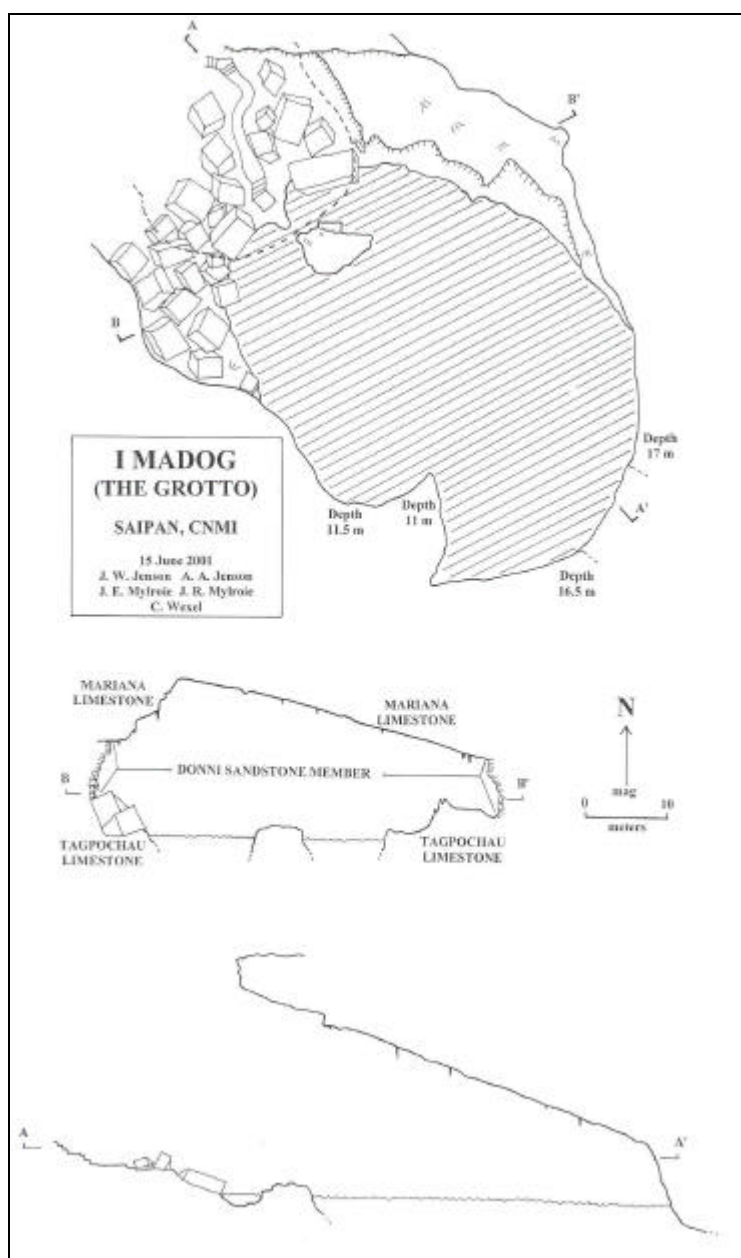 A
B'
B
I MADOG
(THE GROTTO)
SAIPAN, CNMI
15 June 2001
J. W. Jenson A. A. Jenson
J. E. Mylroie J. R. Mylroie
C. Wexel
Depth
11.5 m
Depth
11 m
Depth
17 m
A'
Depth
16.5 m
MARIANA
LIMESTONE
MARIANA
LIMESTONE
B
DONNI SANDSTONE MEMBER
B'
TAGPOCHAU
LIMESTONE
TAGPOCHAU
LIMESTONE
N
mag
0 10
meters
A
A'